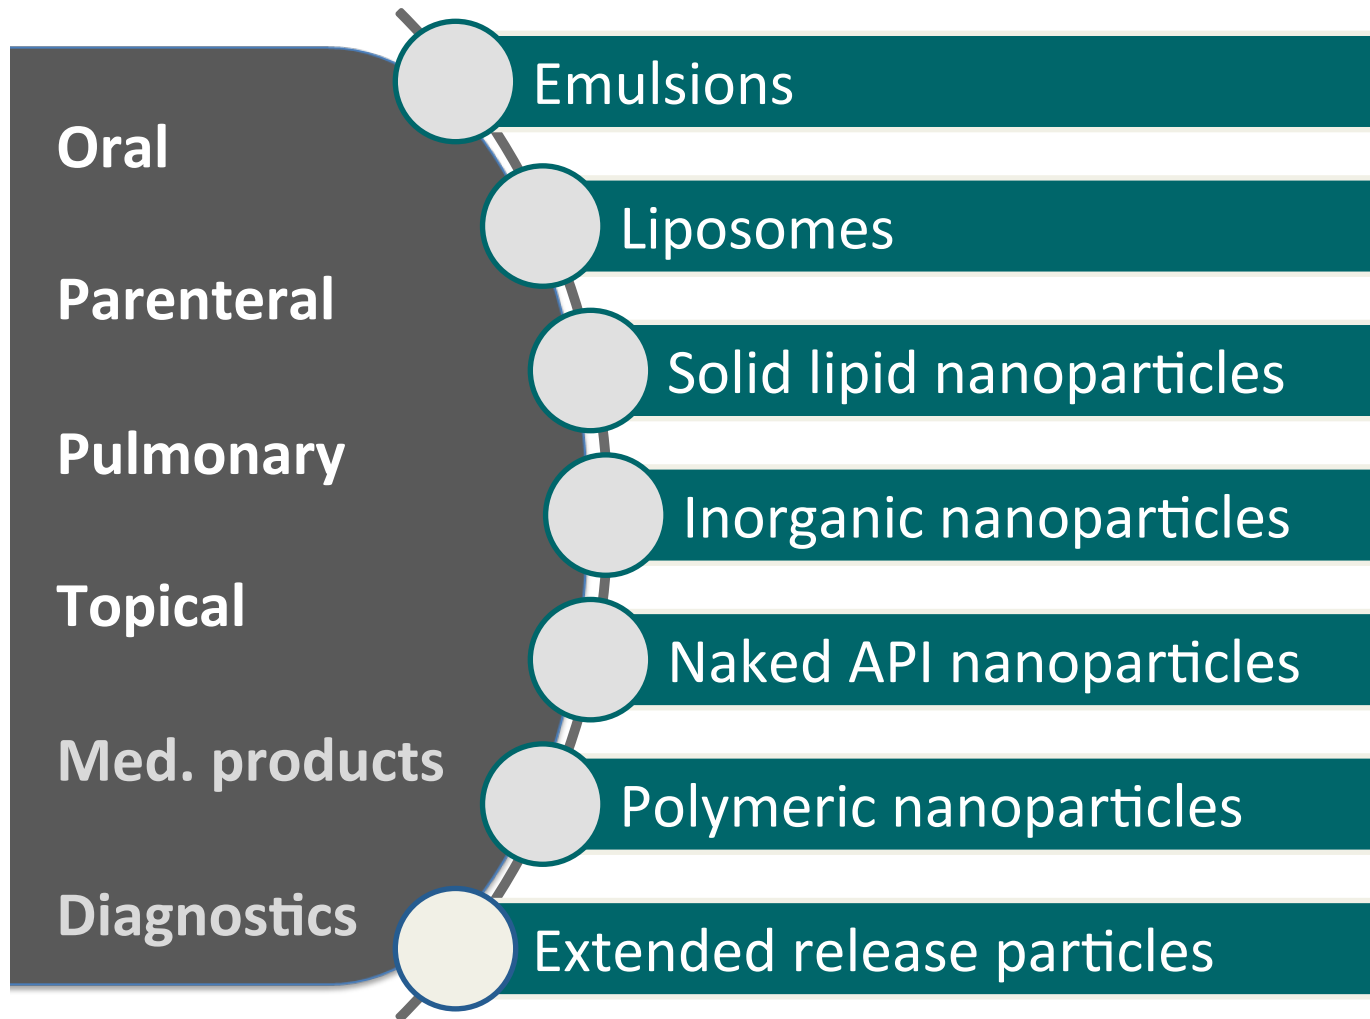 Oral
Parenteral
Pulmonary
Topical
Med. products
Diagnostics
Emulsions
Liposomes
Solid lipid nanoparticles
Inorganic nanoparticles
Naked API nanoparticles
Polymeric nanoparticles
Extended release particles